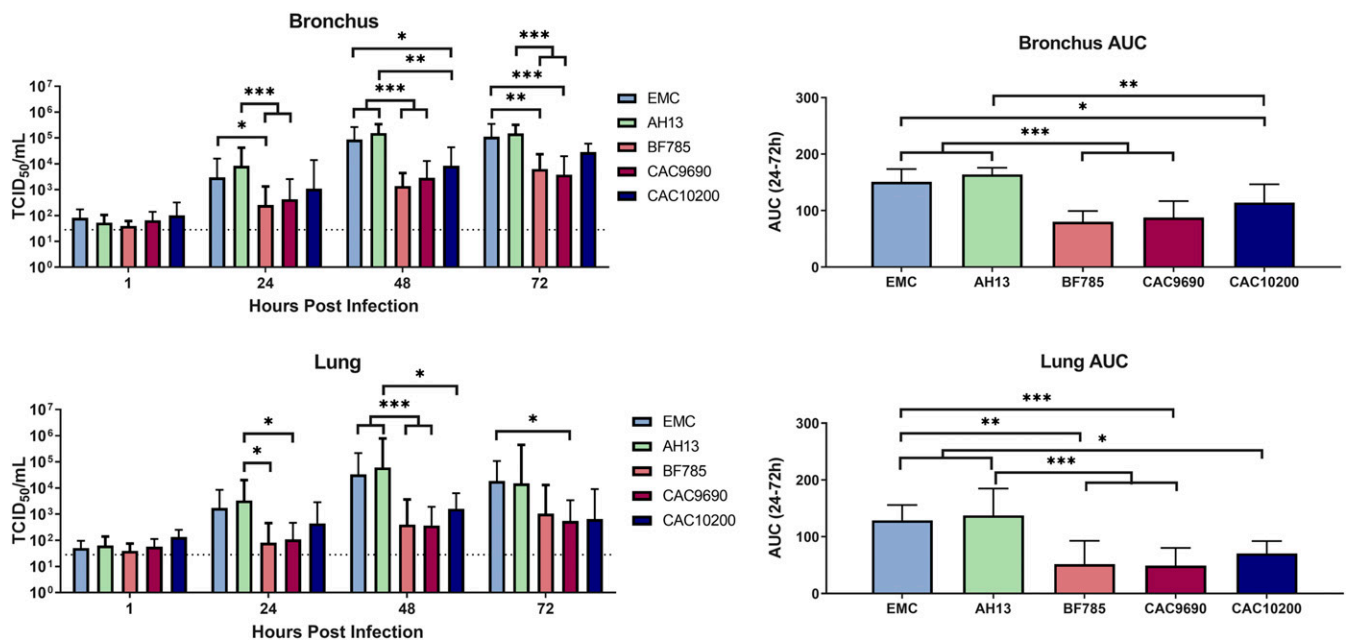 Bronchus
*
***
**
***
***
***
*
**
TCID50/mL
10⁷
10⁶
10⁵
10⁴
10³
10²
10¹
10⁰
1
24
48
72
Hours Post Infection
EMC
AH13
BF785
CAC9690
CAC10200
Bronchus AUC
**
*
***
AUC (24-72h)
300
200
100
0
EMC
AH13
BF785
CAC9690
CAC10200
Lung
*
*
***
*
*
TCID50/mL
10⁷
10⁶
10⁵
10⁴
10³
10²
10¹
10⁰
1
24
48
72
Hours Post Infection
EMC
AH13
BF785
CAC9690
CAC10200
Lung AUC
***
**
*
***
AUC (24-72h)
300
200
100
0
EMC
AH13
BF785
CAC9690
CAC10200